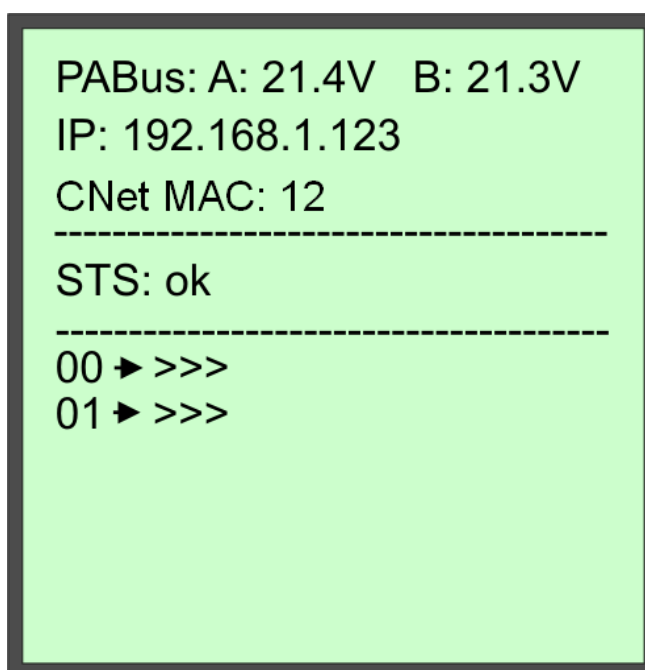 PABus: A: 21.4V B: 21.3V
IP: 192.168.1.123
CNet MAC: 12
--------------------------------------
STS: ok
--------------------------------------
00 ➤ >>>
01 ➤ >>>